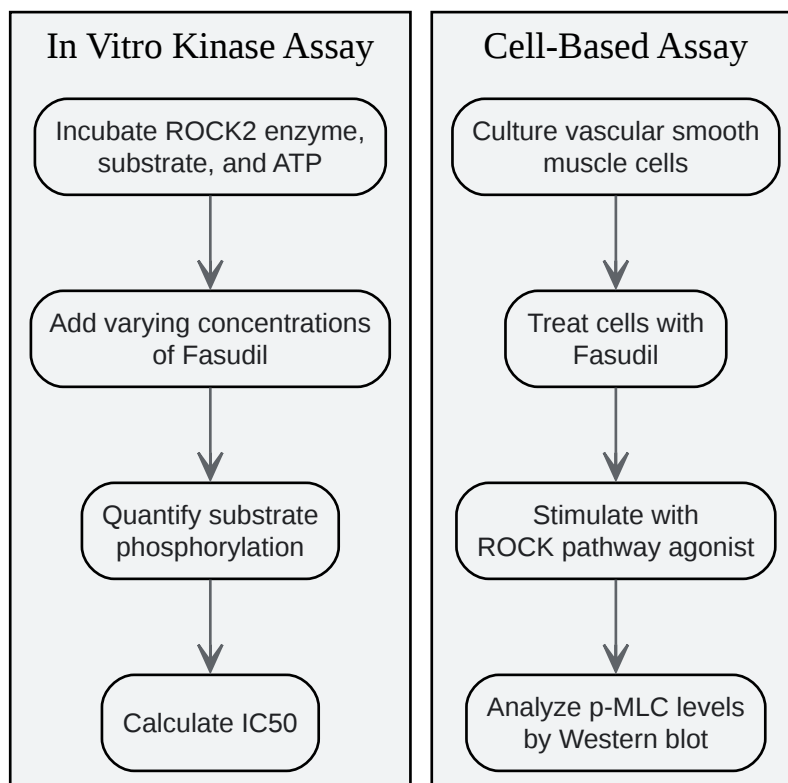 In Vitro Kinase Assay
Incubate ROCK2 enzyme,
substrate, and ATP
Add varying concentrations
of Fasudil
Quantify substrate
phosphorylation
Calculate IC50
Cell-Based Assay
Culture vascular smooth
muscle cells
Treat cells with
Fasudil
Stimulate with
ROCK pathway agonist
Analyze p-MLC levels
by Western blot